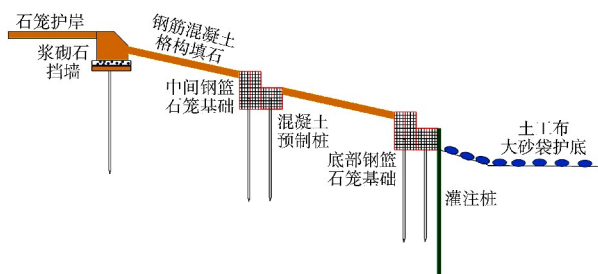 石笼护岸
浆砌石
挡墙
钢筋混凝土
格构填石
中间钢篮
石笼基础
混凝土
预制桩
底部钢篮
石笼基础
灌注桩
土工布
大砂袋护底